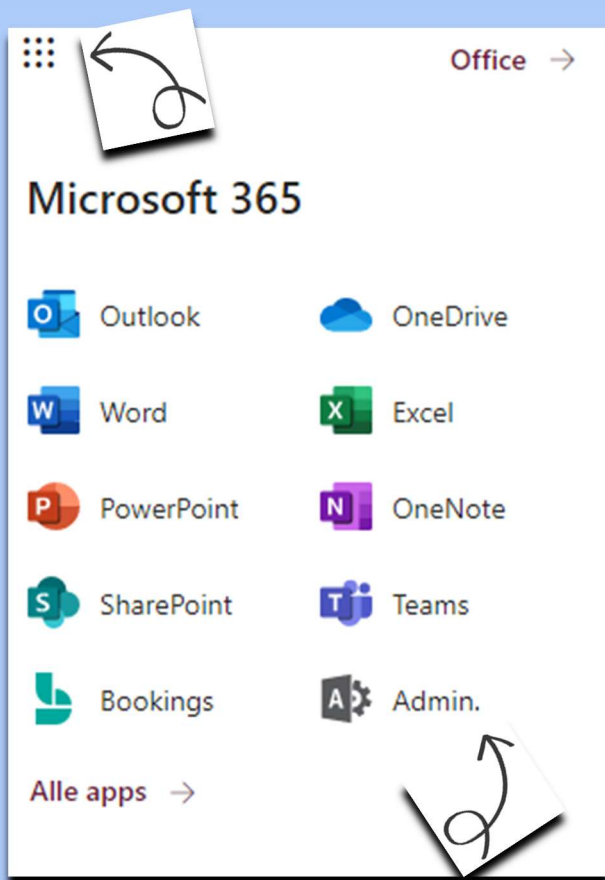 Office →
Microsoft 365
Outlook
OneDrive
Word
Excel
PowerPoint
OneNote
SharePoint
Teams
Bookings
Admin.
Alle apps →